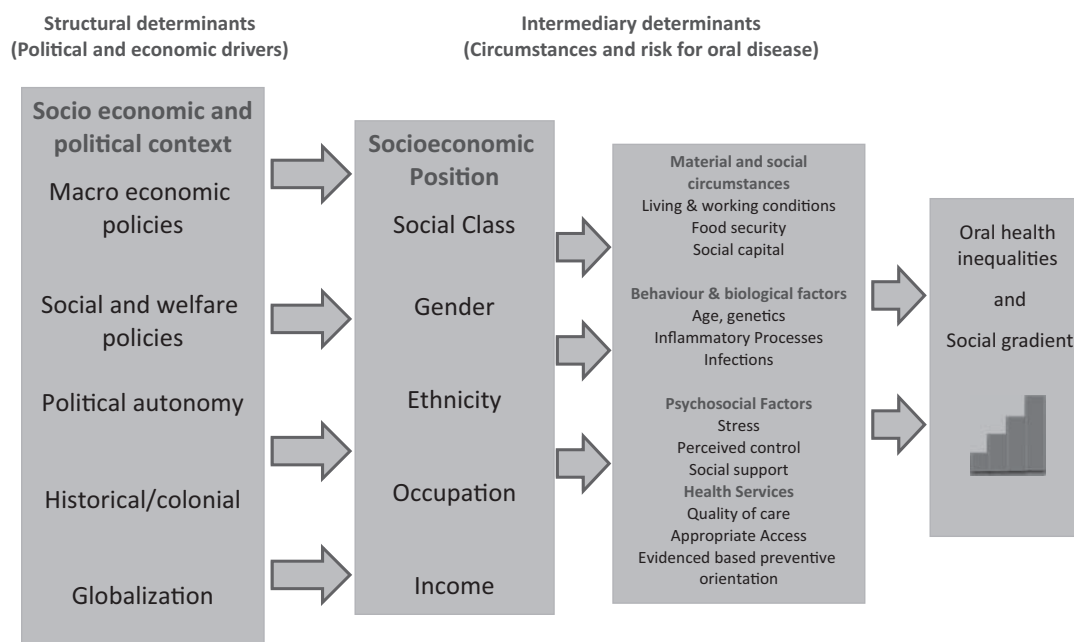 Structural determinants
(Political and economic drivers)
Intermediary determinants
(Circumstances and risk for oral disease)
Socio economic and
political context
Macro economic
policies
Social and welfare
policies
Political autonomy
Historical/colonial
Globalization
Socioeconomic
Position
Social Class
Gender
Ethnicity
Occupation
Income
Material and social
circumstances
Living & working conditions
Food security
Social capital
Behaviour & biological factors
Age, genetics
Inflammatory Processes
Infections
Psychosocial Factors
Stress
Perceived control
Social support
Health Services
Quality of care
Appropriate Access
Evidenced based preventive
orientation
Oral health
inequalities
and
Social gradient